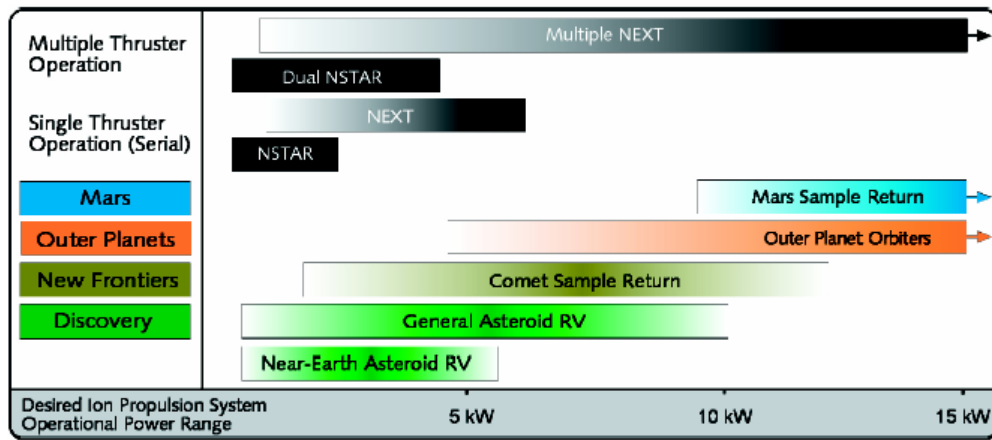 Multiple Thruster
Operation
Multiple NEXT
Dual NSTAR
Single Thruster
Operation (Serial)
NEXT
NSTAR
Mars
Mars Sample Return
Outer Planets
Outer Planet Orbiters
New Frontiers
Comet Sample Return
Discovery
General Asteroid RV
Near-Earth Asteroid RV
Desired Ion Propulsion System
Operational Power Range
5 kW
10 kW
15 kW